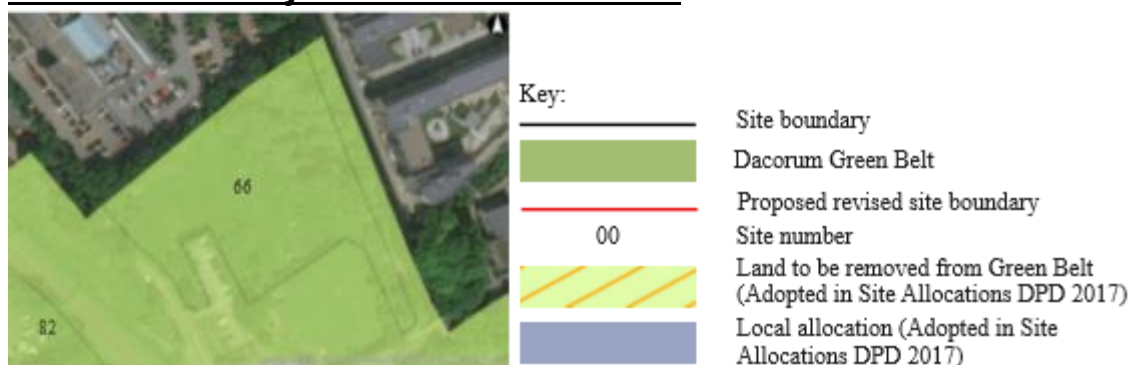 66
82
Key:
Site boundary
Dacorum Green Belt
Proposed revised site boundary
00 Site number
Land to be removed from Green Belt
(Adopted in Site Allocations DPD 2017)
Local allocation (Adopted in Site
Allocations DPD 2017)